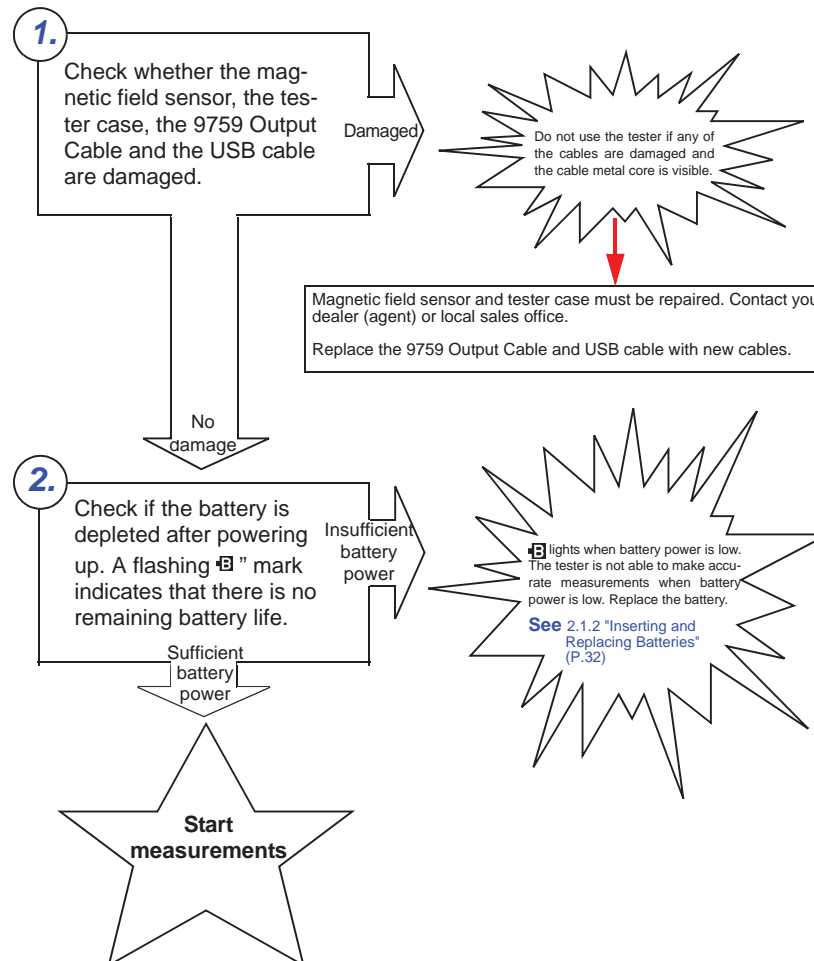 1.
Check whether the mag-
netic field sensor, the tes-
ter case, the 9759 Output
Cable and the USB cable
are damaged.
Damaged
Do not use the tester if any of
the cables are damaged and
the cable metal core is visible.
Magnetic field sensor and tester case must be repaired. Contact you
dealer (agent) or local sales office.
Replace the 9759 Output Cable and USB cable with new cables.
No
damage
2.
Check if the battery is
depleted after powering
up. A flashing B ” mark
indicates that there is no
remaining battery life.
Insufficient
battery
power
B lights when battery power is low.
The tester is not able to make accu-
rate measurements when battery
power is low. Replace the battery.
See 2.1.2 "Inserting and
Replacing Batteries"
(P.32)
Sufficient
battery
power
Start
measurements